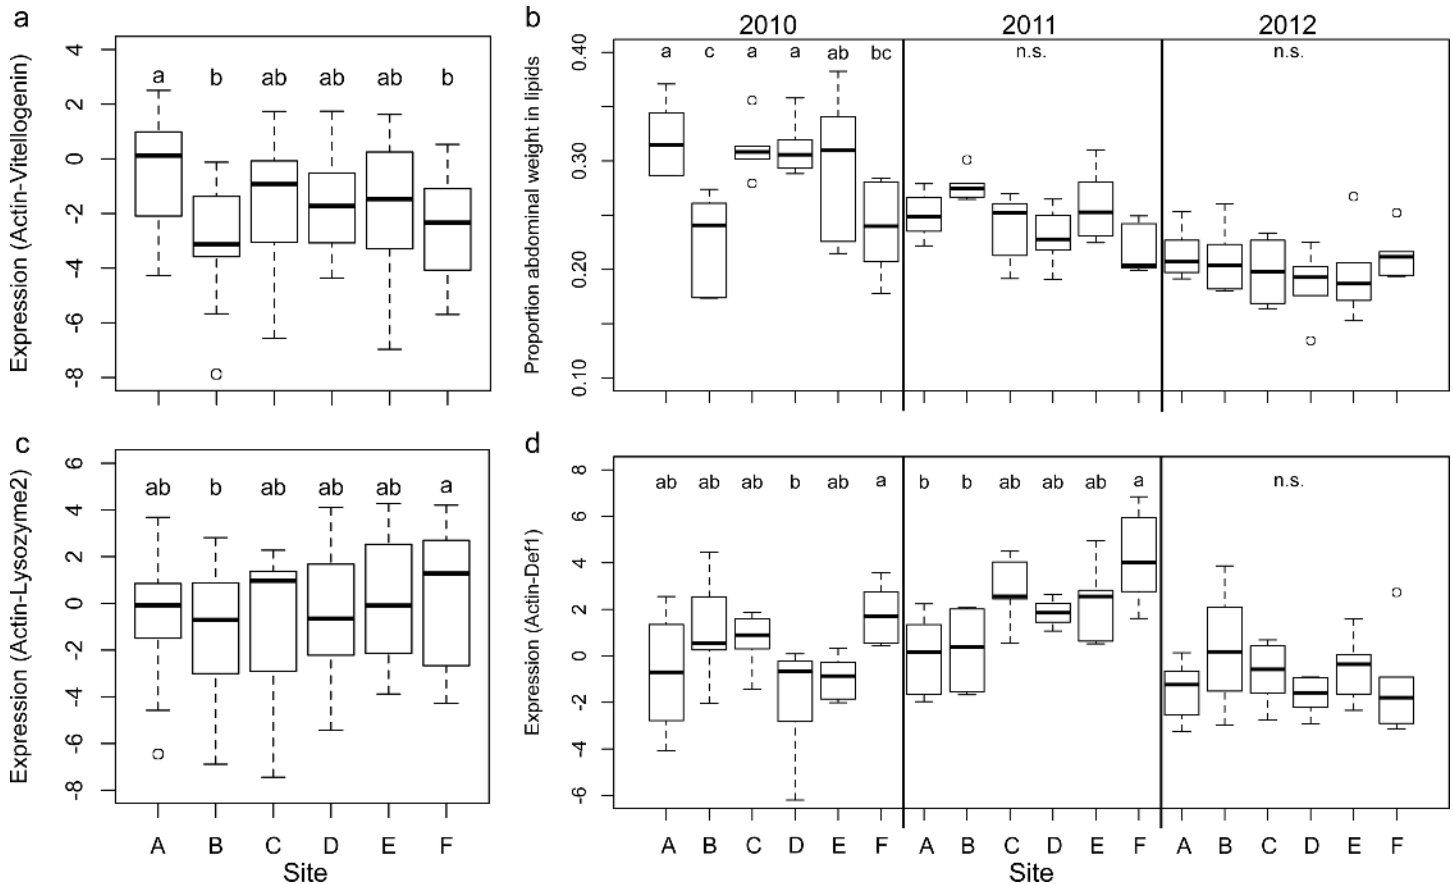 a
Expression (Actin-Vitellogenin)
4
2
0
-2
-4
-6
-8
a b ab ab ab b
b
2010 2011 2012
Proportion abdominal weight in lipids
0.40
0.30
0.20
0.10
a c a a ab bc n.s. n.s.
A B C D E F A B C D E F A B C D E F
c
Expression (Actin-Lysozyme2)
6
4
2
0
-2
-4
-6
-8
ab b ab ab ab a
A B C D E F
Site
d
Expression (Actin-Def1)
8
6
4
2
0
-2
-4
-6
ab ab ab b ab a b b ab ab ab a n.s.
A B C D E F A B C D E F A B C D E F
Site